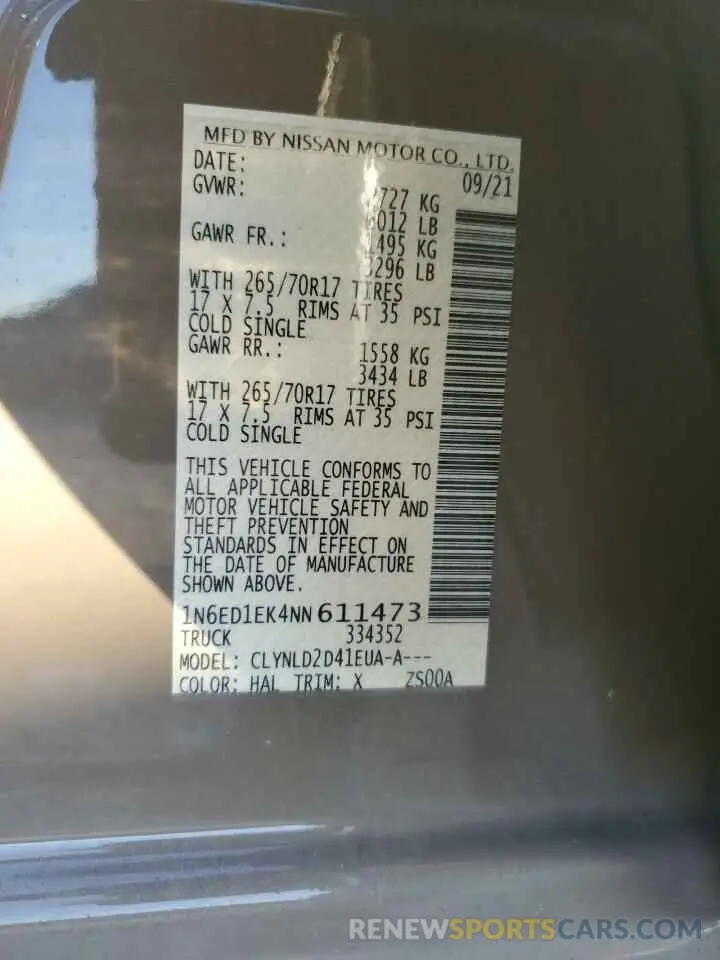 MFD BY NISSAN MOTOR CO., LTD.
DATE: 09/21
GVWR: 727 KG
012 LB
GAWR FR.: 1495 KG
3296 LB
WITH 265/70R17 TIRES
17 X 7.5 RIMS AT 35 PSI
COLD SINGLE
GAWR RR.: 1558 KG
3434 LB
WITH 265/70R17 TIRES
17 X 7.5 RIMS AT 35 PSI
COLD SINGLE
THIS VEHICLE CONFORMS TO
ALL APPLICABLE FEDERAL
MOTOR VEHICLE SAFETY AND
THEFT PREVENTION
STANDARDS IN EFFECT ON
THE DATE OF MANUFACTURE
SHOWN ABOVE.
1N6ED1EK4NN611473
TRUCK 334352
MODEL: CLYNLD2D41EUA-A---
COLOR: HAL TRIM: X ZS00A
RENEWSPORTSCARS.COM